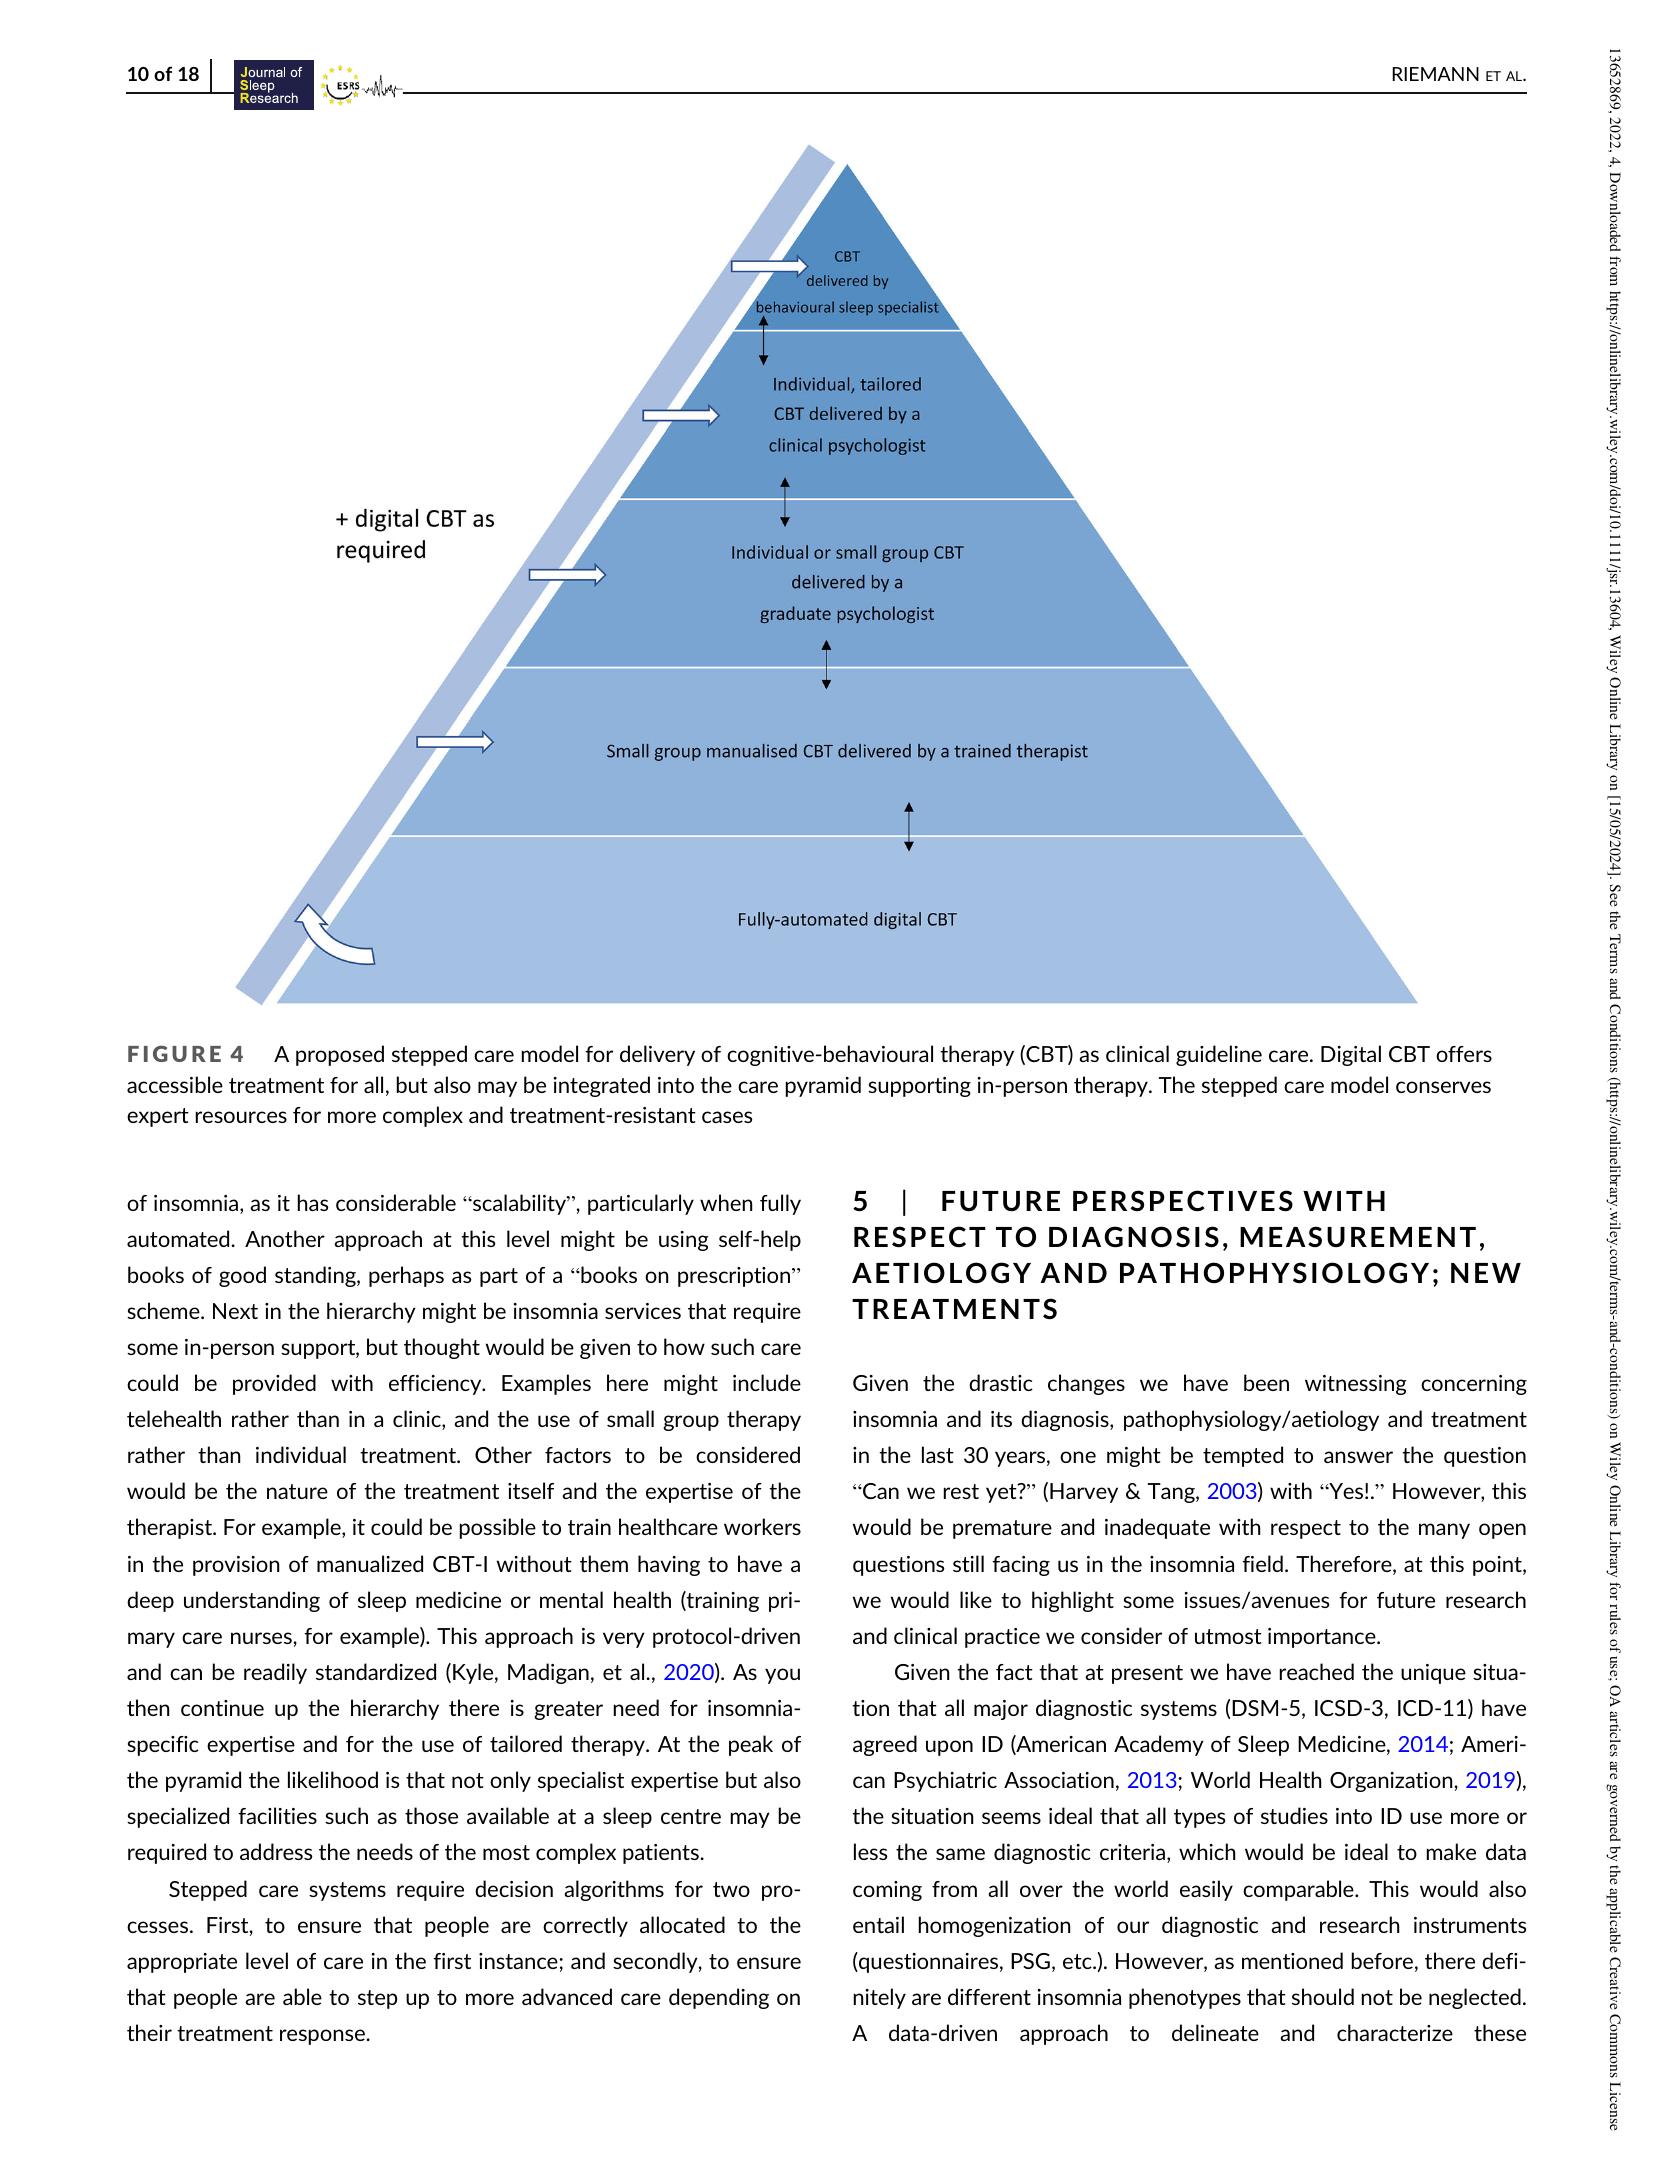 10 of 18
Journal of
Sleep
Research
ESRS
RIEMANN ET AL.
CBT
delivered by
behavioural sleep specialist
Individual, tailored
CBT delivered by a
clinical psychologist
+ digital CBT as
required
Individual or small group CBT
delivered by a
graduate psychologist
Small group manualised CBT delivered by a trained therapist
Fully-automated digital CBT
FIGURE 4 A proposed stepped care model for delivery of cognitive-behavioural therapy (CBT) as clinical guideline care. Digital CBT offers
accessible treatment for all, but also may be integrated into the care pyramid supporting in-person therapy. The stepped care model conserves
expert resources for more complex and treatment-resistant cases
of insomnia, as it has considerable “scalability”, particularly when fully
automated. Another approach at this level might be using self-help
books of good standing, perhaps as part of a “books on prescription”
scheme. Next in the hierarchy might be insomnia services that require
some in-person support, but thought would be given to how such care
could be provided with efficiency. Examples here might include
telehealth rather than in a clinic, and the use of small group therapy
rather than individual treatment. Other factors to be considered
would be the nature of the treatment itself and the expertise of the
therapist. For example, it could be possible to train healthcare workers
in the provision of manualized CBT-I without them having to have a
deep understanding of sleep medicine or mental health (training pri-
mary care nurses, for example). This approach is very protocol-driven
and can be readily standardized (Kyle, Madigan, et al., 2020). As you
then continue up the hierarchy there is greater need for insomnia-
specific expertise and for the use of tailored therapy. At the peak of
the pyramid the likelihood is that not only specialist expertise but also
specialized facilities such as those available at a sleep centre may be
required to address the needs of the most complex patients.
Stepped care systems require decision algorithms for two pro-
cesses. First, to ensure that people are correctly allocated to the
appropriate level of care in the first instance; and secondly, to ensure
that people are able to step up to more advanced care depending on
their treatment response.
5 | FUTURE PERSPECTIVES WITH
RESPECT TO DIAGNOSIS, MEASUREMENT,
AETIOLOGY AND PATHOPHYSIOLOGY; NEW
TREATMENTS
Given the drastic changes we have been witnessing concerning
insomnia and its diagnosis, pathophysiology/aetiology and treatment
in the last 30 years, one might be tempted to answer the question
“Can we rest yet?” (Harvey & Tang, 2003) with “Yes!.” However, this
would be premature and inadequate with respect to the many open
questions still facing us in the insomnia field. Therefore, at this point,
we would like to highlight some issues/avenues for future research
and clinical practice we consider of utmost importance.
Given the fact that at present we have reached the unique situa-
tion that all major diagnostic systems (DSM-5, ICSD-3, ICD-11) have
agreed upon ID (American Academy of Sleep Medicine, 2014; Ameri-
can Psychiatric Association, 2013; World Health Organization, 2019),
the situation seems ideal that all types of studies into ID use more or
less the same diagnostic criteria, which would be ideal to make data
coming from all over the world easily comparable. This would also
entail homogenization of our diagnostic and research instruments
(questionnaires, PSG, etc.). However, as mentioned before, there defi-
nitely are different insomnia phenotypes that should not be neglected.
A data-driven approach to delineate and characterize these
13652869, 2022, 4, Downloaded from https://onlinelibrary.wiley.com/doi/10.1111/jsr.13604, Wiley Online Library on [15/05/2024]. See the Terms and Conditions (https://onlinelibrary.wiley.com/terms-and-conditions) on Wiley Online Library for rules of use; OA articles are governed by the applicable Creative Commons License